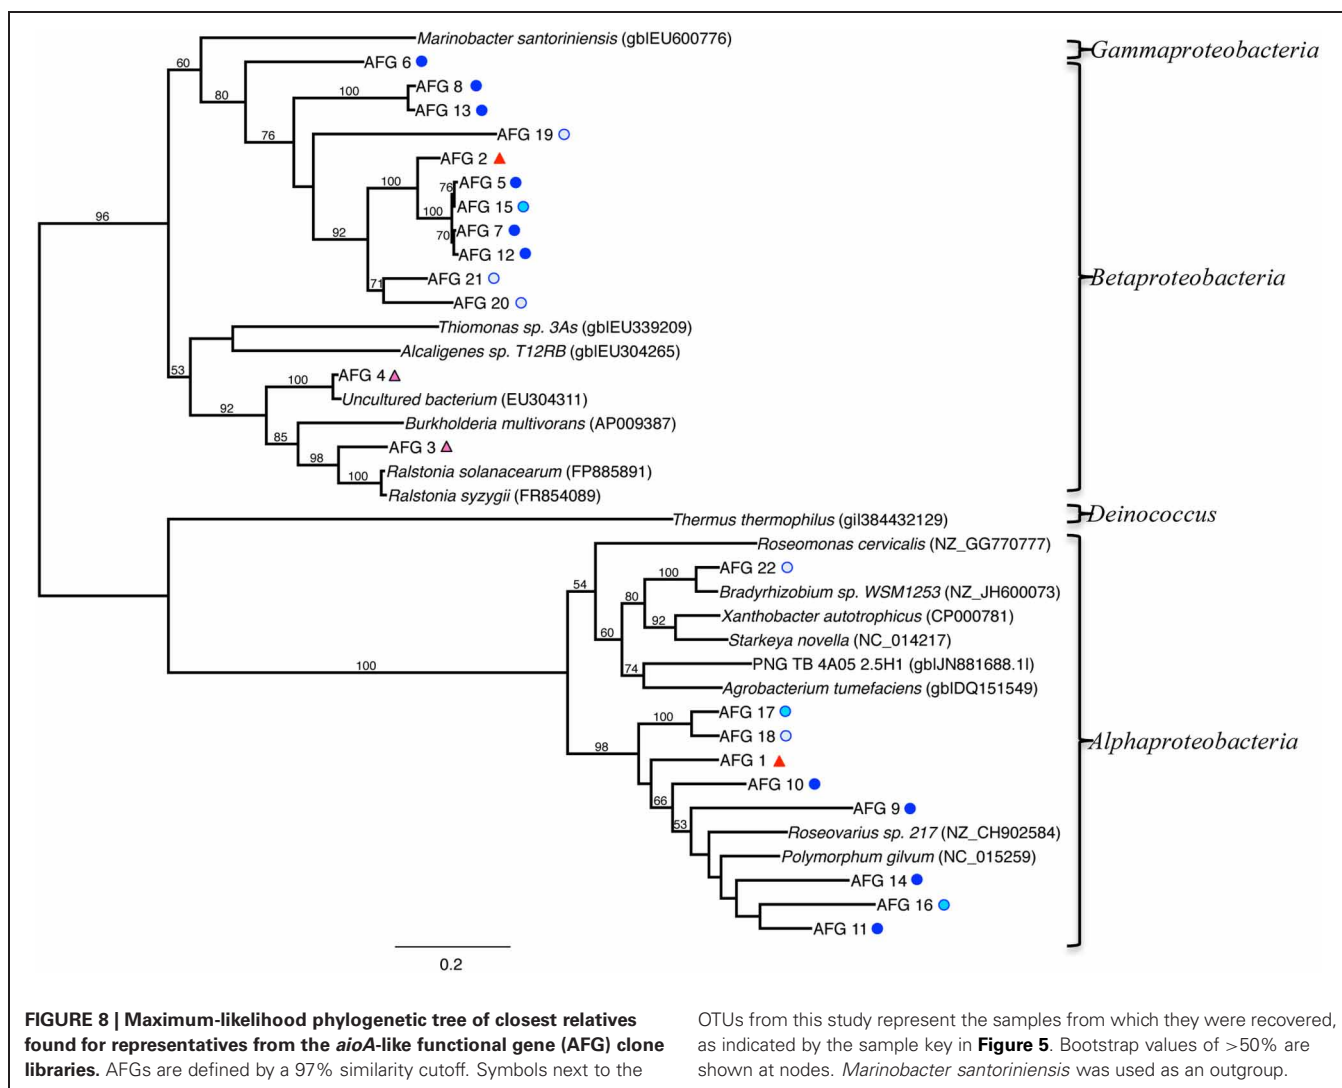 Marinobacter santoriniensis (gb|EU600776)
Gammaproteobacteria
60
AFG 6
80
AFG 8
100
AFG 13
76
AFG 19
AFG 2
100
76
AFG 5
100
AFG 15
70
AFG 7
92
AFG 12
71
AFG 21
AFG 20
96
Betaproteobacteria
Thiomonas sp. 3As (gb|EU339209)
Alcaligenes sp. T12RB (gb|EU304265)
53
AFG 4
100
Uncultured bacterium (EU304311)
92
Burkholderia multivorans (AP009387)
85
AFG 3
98
Ralstonia solanacearum (FP885891)
100
Ralstonia syzygii (FR854089)
Thermus thermophilus (gi|384432129)
Deinococcus
Roseomonas cervicalis (NZ_GG770777)
54
AFG 22
100
Bradyrhizobium sp. WSM1253 (NZ_JH600073)
80
Xanthobacter autotrophicus (CP000781)
92
Starkeya novella (NC_014217)
60
PNG TB 4A05 2.5H1 (gb|JN881688.1|)
74
Agrobacterium tumefaciens (gb|DQ151549)
100
AFG 17
100
AFG 18
98
AFG 1
Alphaproteobacteria
AFG 10
66
AFG 9
53
Roseovarius sp. 217 (NZ_CH902584)
Polymorphum gilvum (NC_015259)
AFG 14
AFG 16
AFG 11
0.2
FIGURE 8 | Maximum-likelihood phylogenetic tree of closest relatives
found for representatives from the aioA-like functional gene (AFG) clone
libraries. AFGs are defined by a 97% similarity cutoff. Symbols next to the
OTUs from this study represent the samples from which they were recovered,
as indicated by the sample key in Figure 5. Bootstrap values of >50% are
shown at nodes. Marinobacter santoriniensis was used as an outgroup.